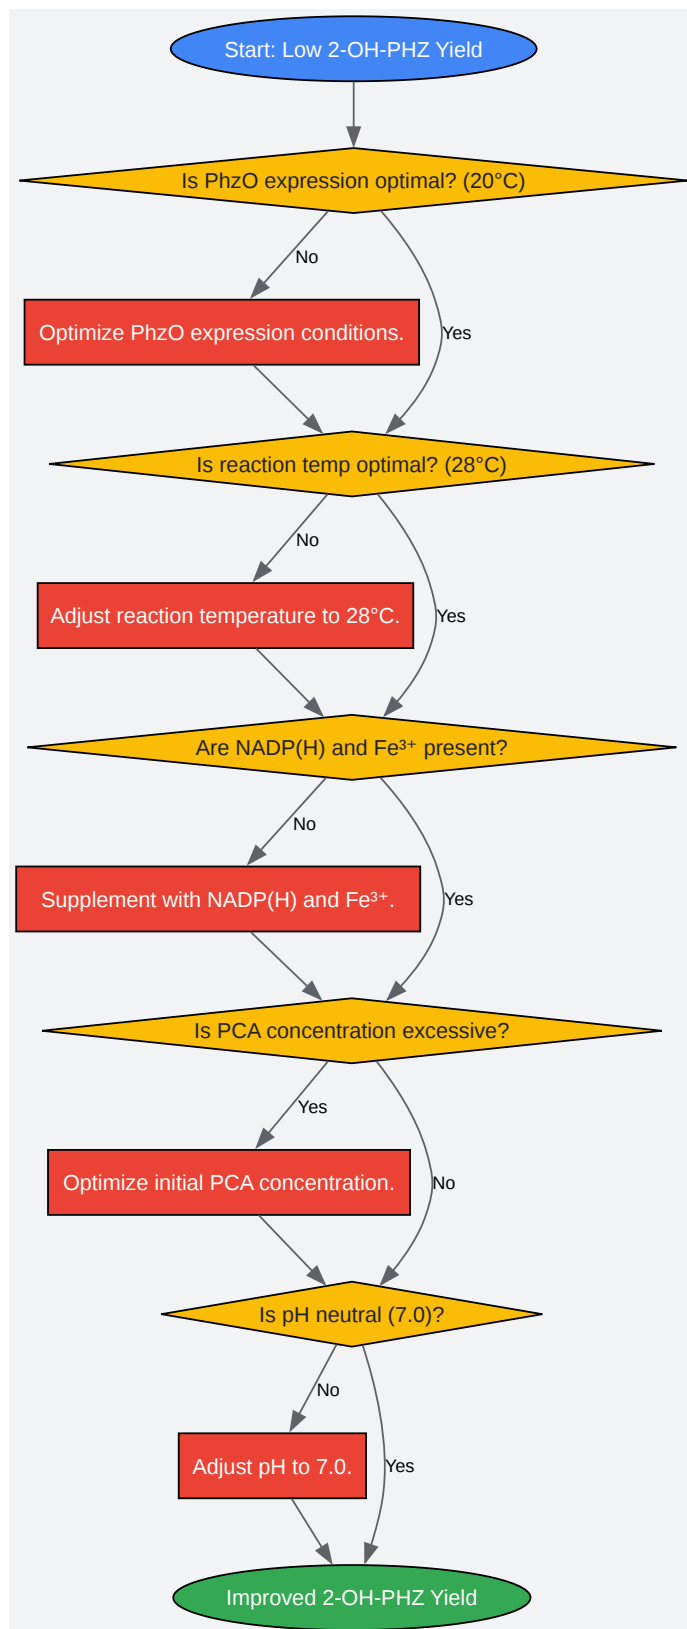 Start: Low 2-OH-PHZ Yield
Is PhzO expression optimal? (20°C)
No
Optimize PhzO expression conditions.
Yes
Is reaction temp optimal? (28°C)
No
Adjust reaction temperature to 28°C.
Yes
Are NADP(H) and Fe³⁺ present?
No
Supplement with NADP(H) and Fe³⁺.
Yes
Is PCA concentration excessive?
Yes
Optimize initial PCA concentration.
No
Is pH neutral (7.0)?
No
Adjust pH to 7.0.
Yes
Improved 2-OH-PHZ Yield